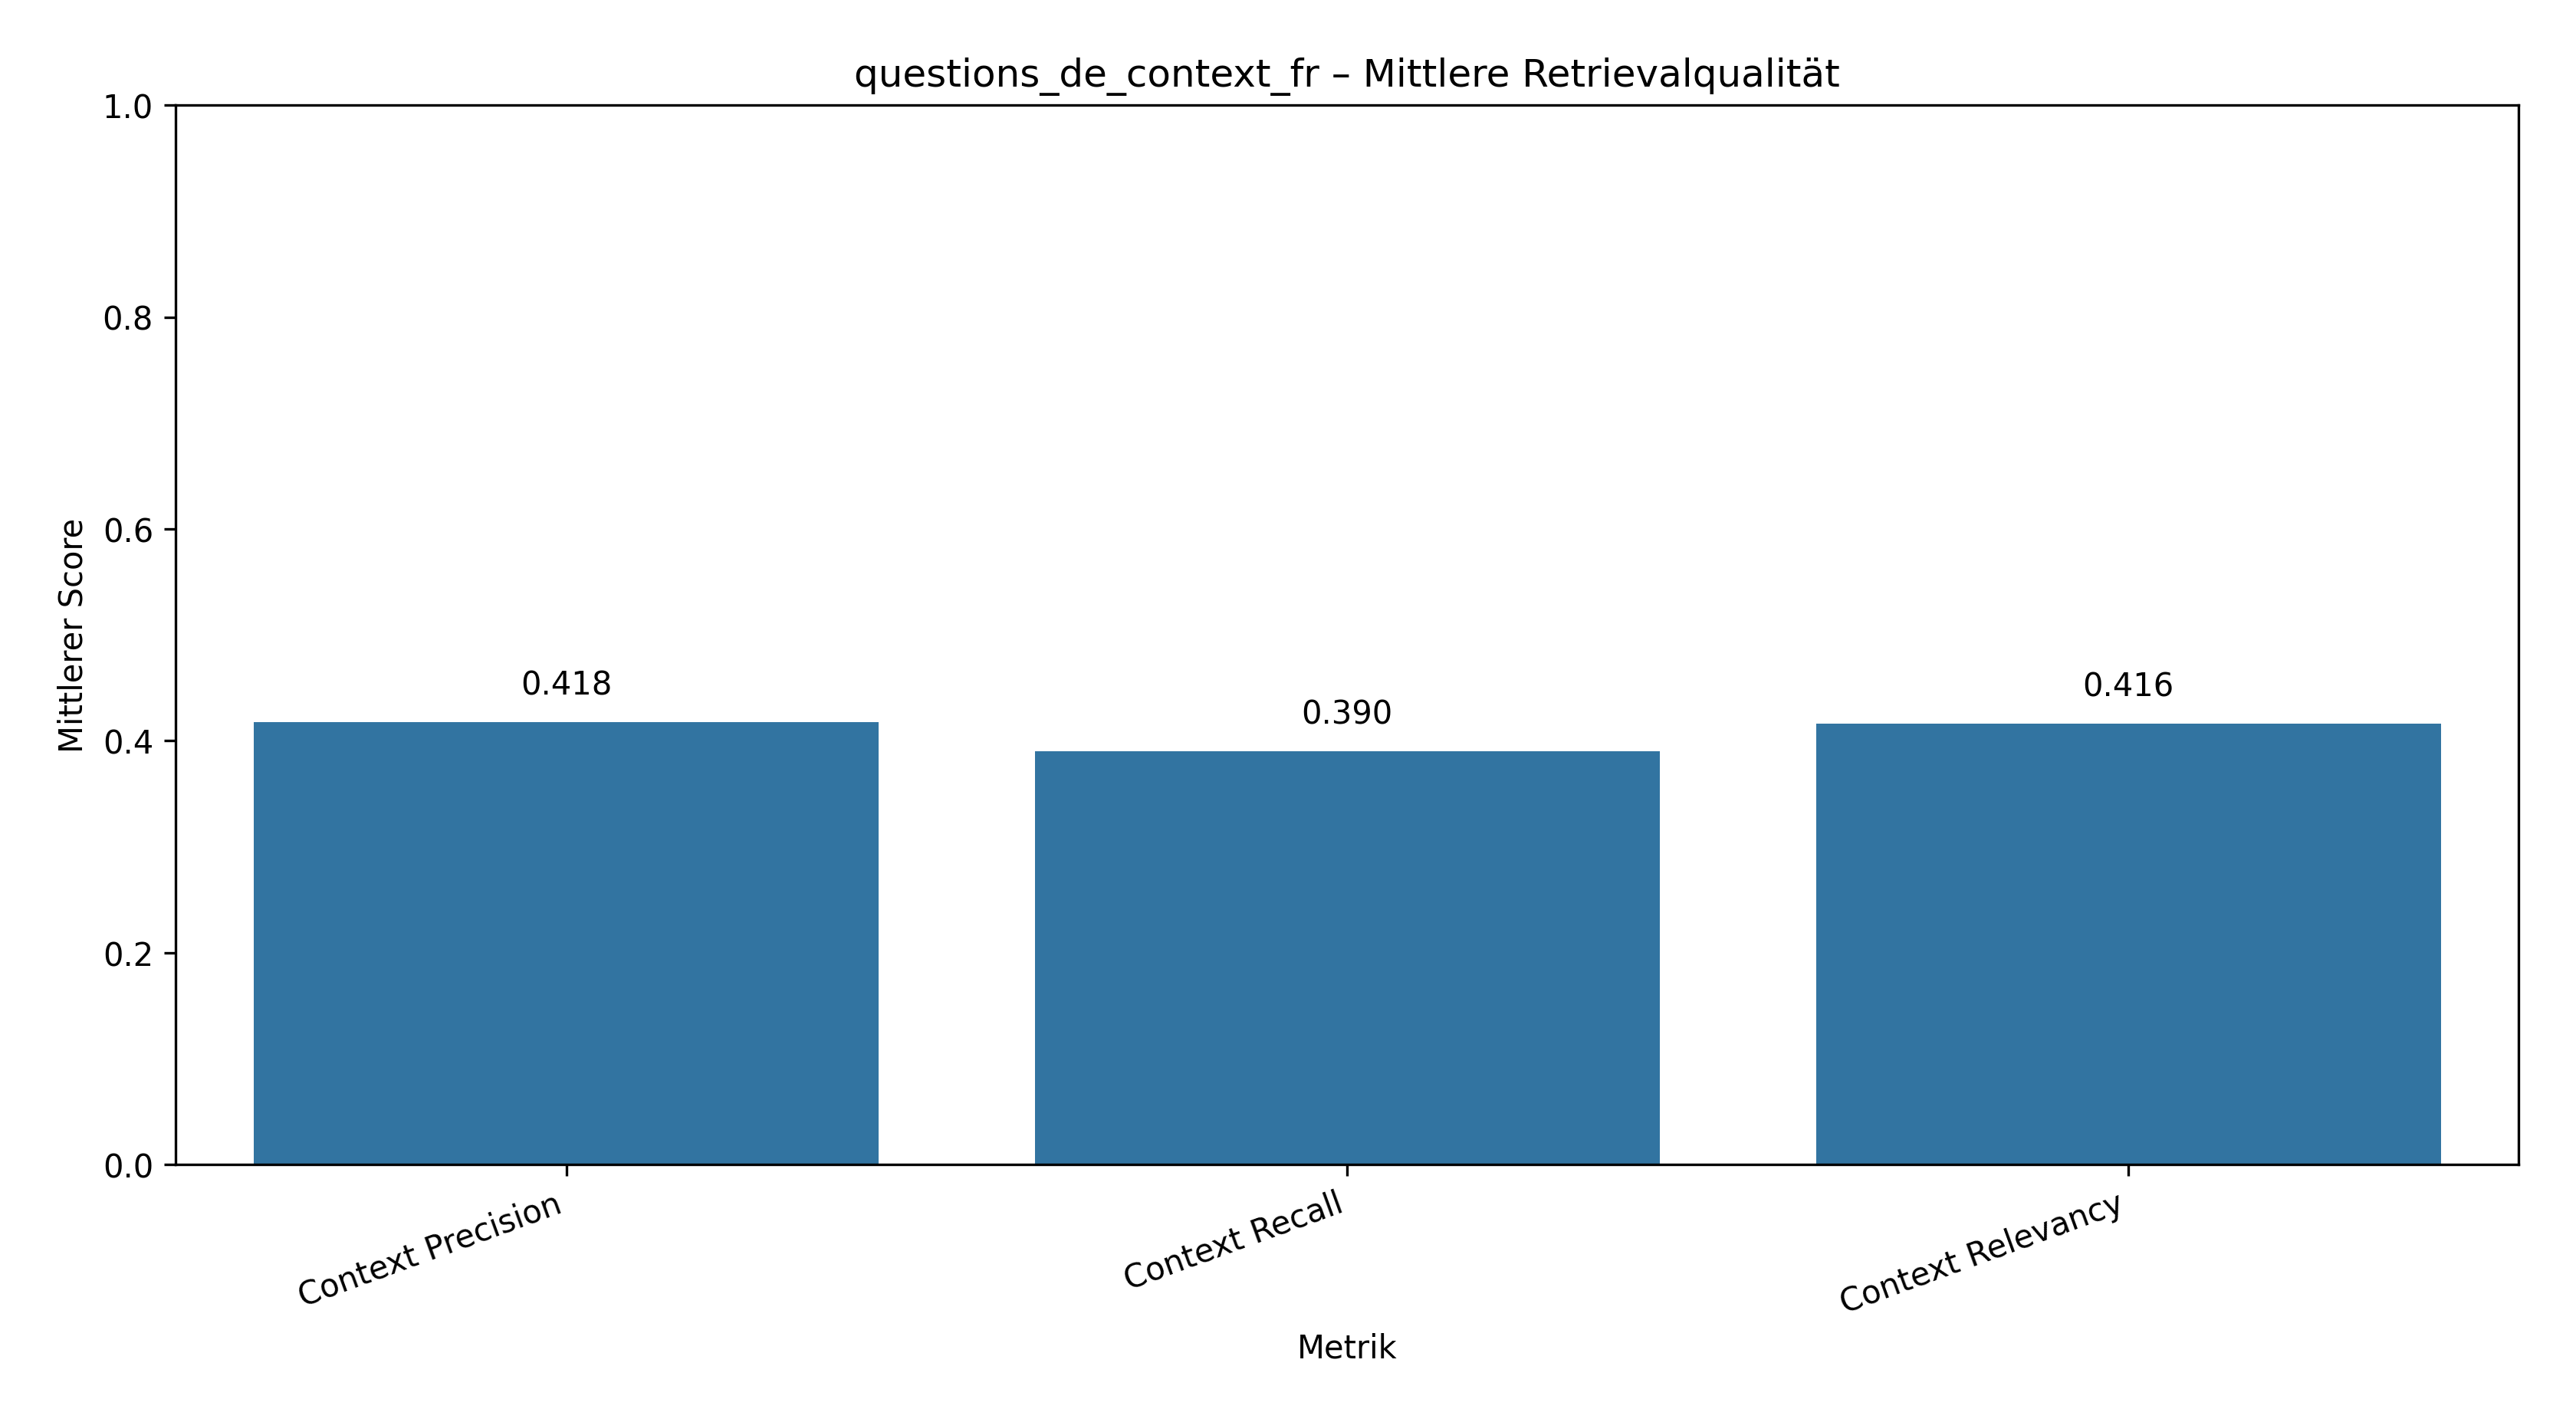 questions_de_context_fr – Mittlere Retrievalqualität
1.0
0.8
0.6
0.4
0.2
0.0
Mittlerer Score
0.418
0.390
0.416
Context Precision
Context Recall
Context Relevancy
Metrik